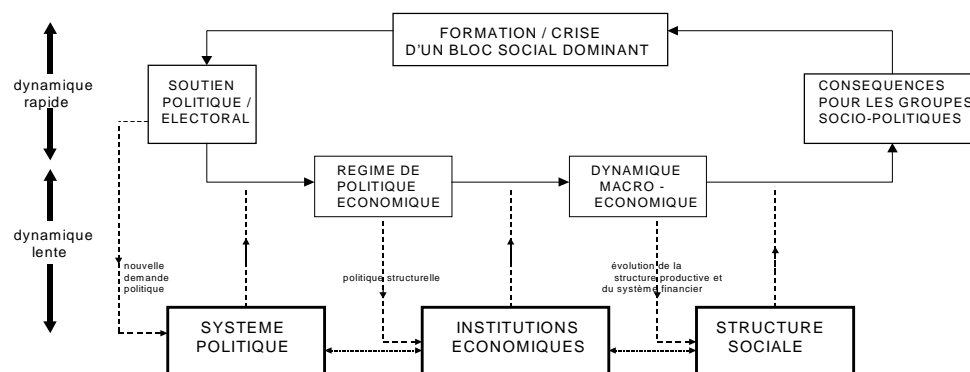 FORMATION / CRISE
D'UN BLOC SOCIAL DOMINANT
dynamique
rapide
SOUTIEN
POLITIQUE /
ELECTORAL
CONSEQUENCES
POUR LES GROUPES
SOCIO-POLITIQUES
REGIME DE
POLITIQUE
ECONOMIQUE
DYNAMIQUE
MACRO -
ECONOMIQUE
dynamique
lente
nouvelle
demande
politique
politique structurelle
évolution de la
structure productive et
du système financier
SYSTEME
POLITIQUE
INSTITUTIONS
ECONOMIQUES
STRUCTURE
SOCIALE